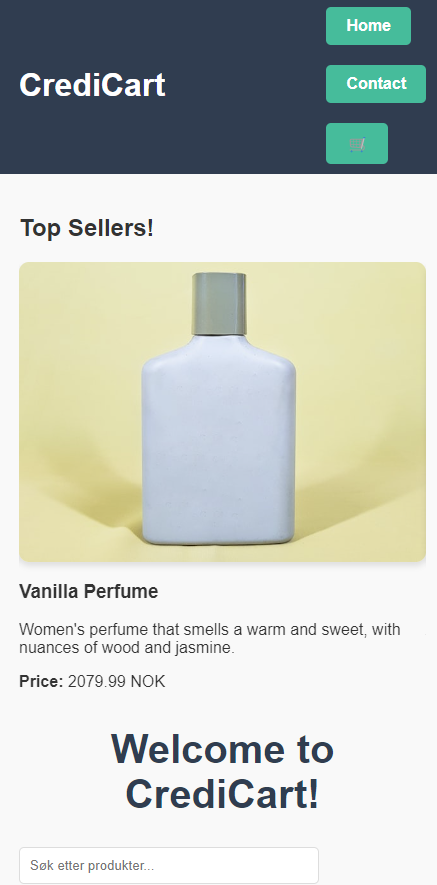 CrediCart
Home
Contact
🛒
Top Sellers!
Vanilla Perfume
Women's perfume that smells a warm and sweet, with
nuances of wood and jasmine.
Price: 2079.99 NOK
Welcome to
CrediCart!
Søk etter produkter...